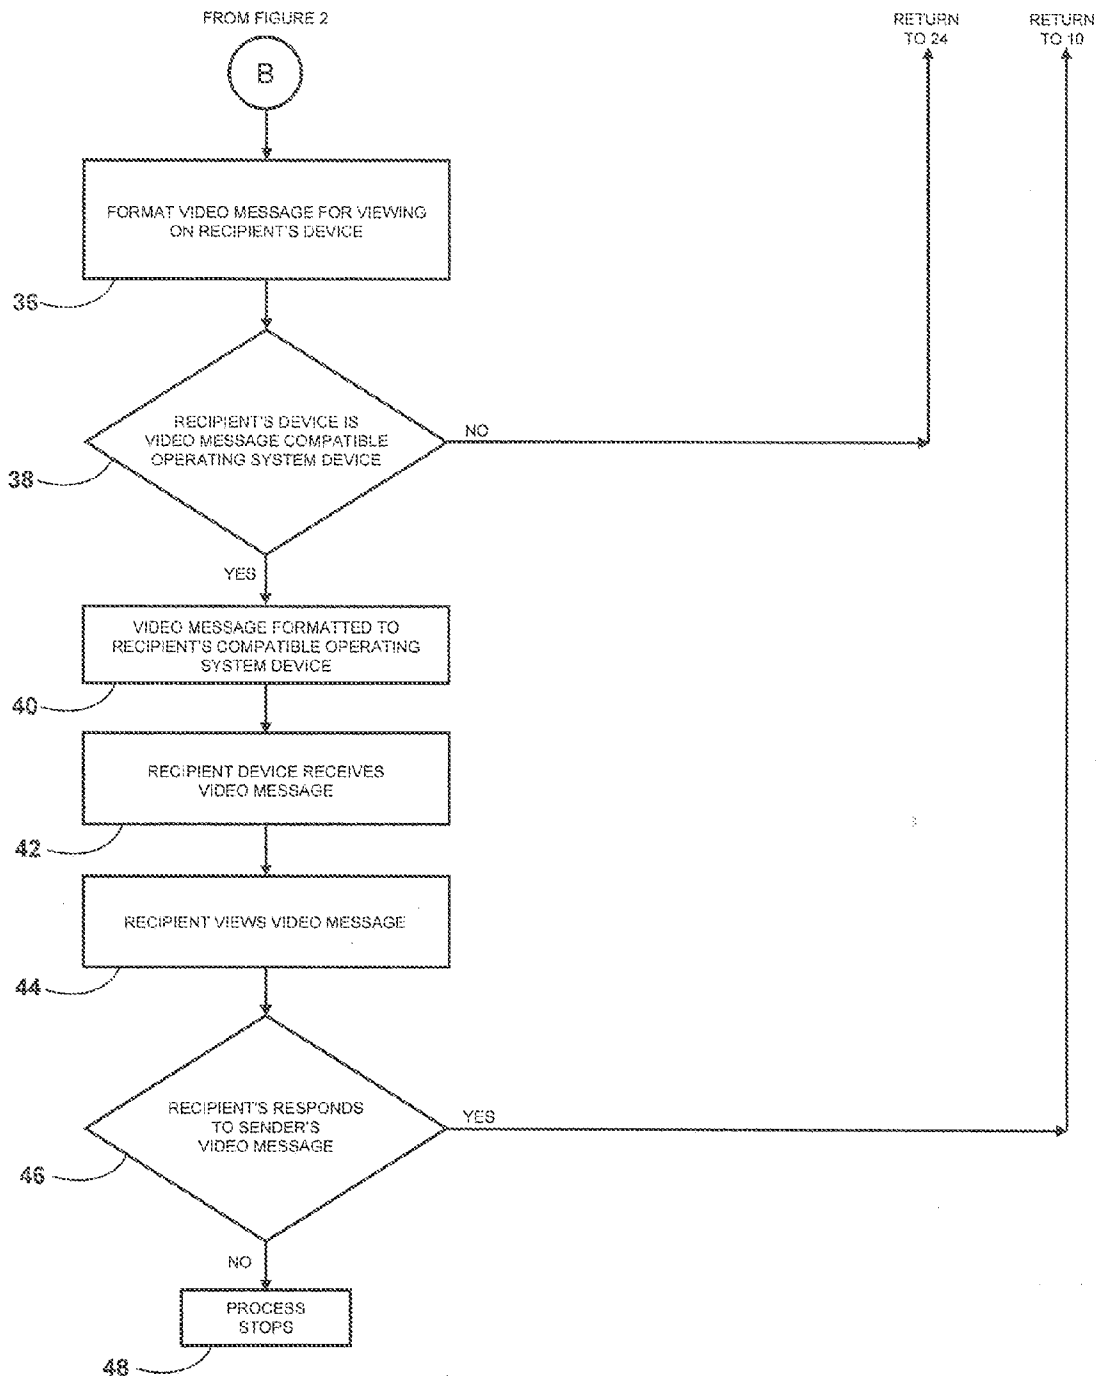 FROM FIGURE 2
RETURN
TO 24
RETURN
TO 10
B
FORMAT VIDEO MESSAGE FOR VIEWING
ON RECIPIENT'S DEVICE
36
RECIPIENT'S DEVICE IS
VIDEO MESSAGE COMPATIBLE
OPERATING SYSTEM DEVICE
NO
38
YES
VIDEO MESSAGE FORMATTED TO
RECIPIENT'S COMPATIBLE OPERATING
SYSTEM DEVICE
40
RECIPIENT DEVICE RECEIVES
VIDEO MESSAGE
42
RECIPIENT VIEWS VIDEO MESSAGE
44
RECIPIENT'S RESPONDS
TO SENDER'S
VIDEO MESSAGE
YES
46
NO
PROCESS
STOPS
48